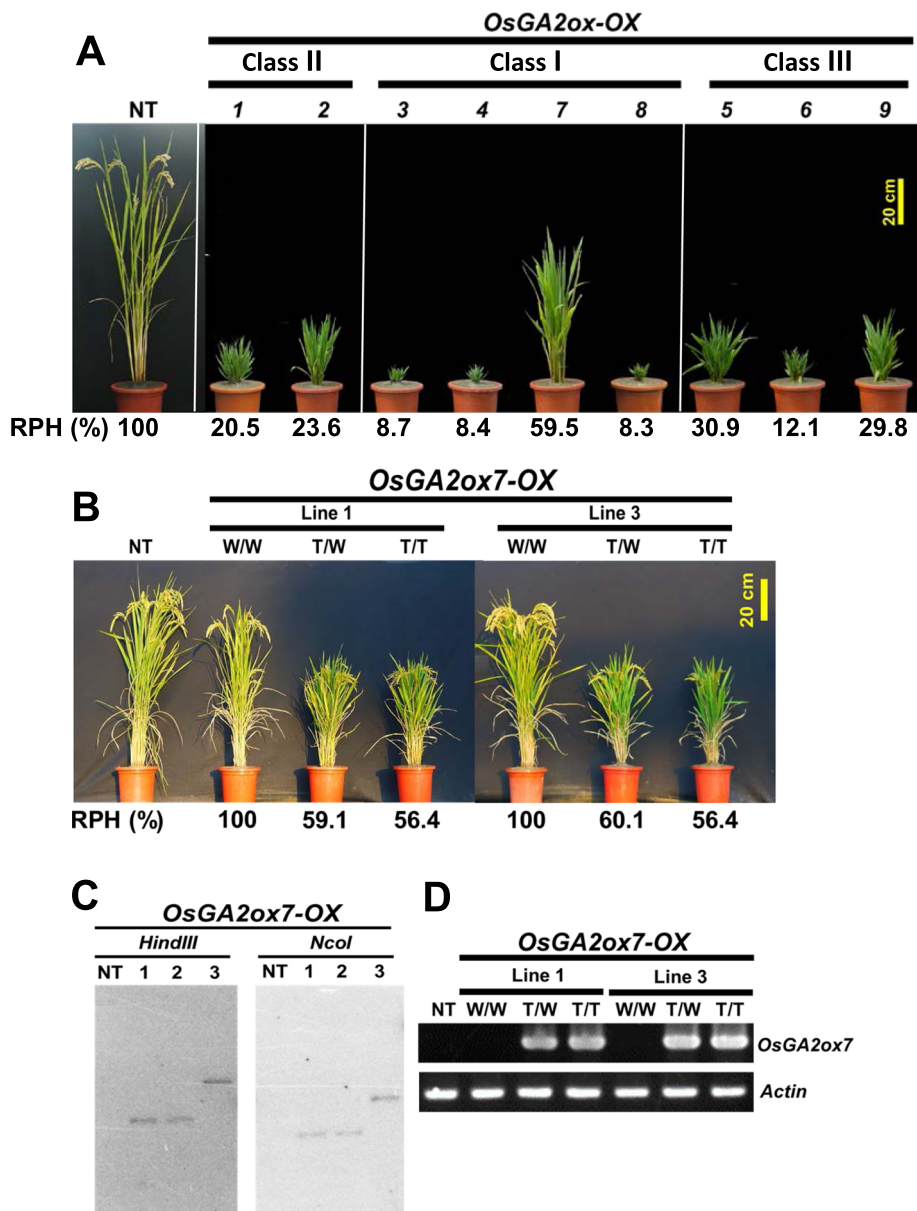 A
OsGA2ox-OX
Class II Class I Class III
NT 1 2 3 4 7 8 5 6 9
20 cm
RPH (%) 100 20.5 23.6 8.7 8.4 59.5 8.3 30.9 12.1 29.8
B
OsGA2ox7-OX
Line 1 Line 3
NT W/W T/W T/T W/W T/W T/T
20 cm
RPH (%) 100 59.1 56.4 100 60.1 56.4
C
OsGA2ox7-OX
HindIII NcoI
NT 1 2 3 NT 1 2 3
D
OsGA2ox7-OX
Line 1 Line 3
NT W/W T/W T/T W/W T/W T/T
OsGA2ox7
Actin